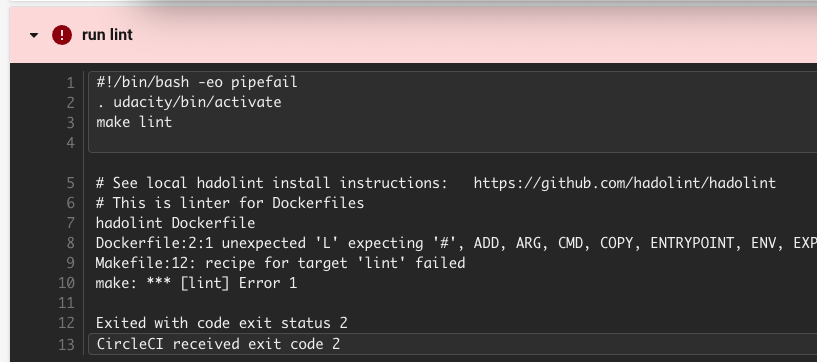 run lint
1 #!/bin/bash -eo pipefail
2 . udacity/bin/activate
3 make lint
4
5 # See local hadolint install instructions:   https://github.com/hadolint/hadolint
6 # This is linter for Dockerfiles
7 hadolint Dockerfile
8 Dockerfile:2:1 unexpected 'L' expecting '#', ADD, ARG, CMD, COPY, ENTRYPOINT, ENV, EXP
9 Makefile:12: recipe for target 'lint' failed
10 make: *** [lint] Error 1
11
12 Exited with code exit status 2
13 CircleCI received exit code 2